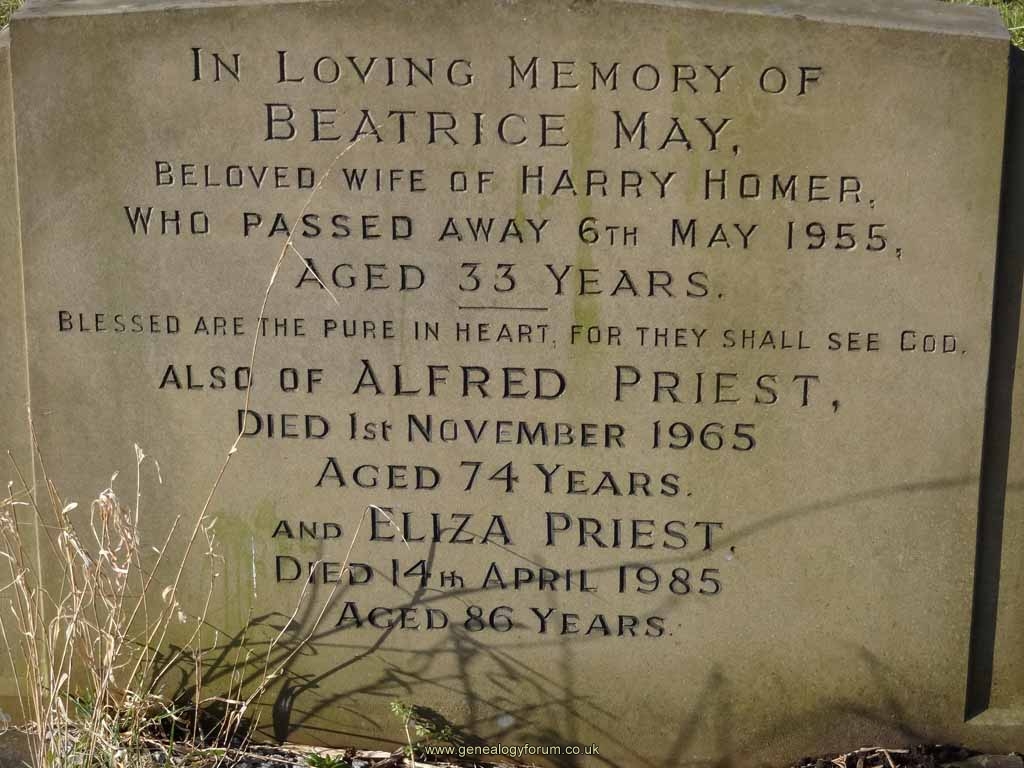 In Loving Memory of
Beatrice May,
Beloved wife of Harry Homer,
Who passed away 6th May 1955,
Aged 33 Years.
Blessed are the pure in heart, for they shall see God.
also of Alfred Priest,
Died 1st November 1965
Aged 74 Years.
and Eliza Priest,
Died 14th April 1985
Aged 86 Years.
www.genealogyforum.co.uk